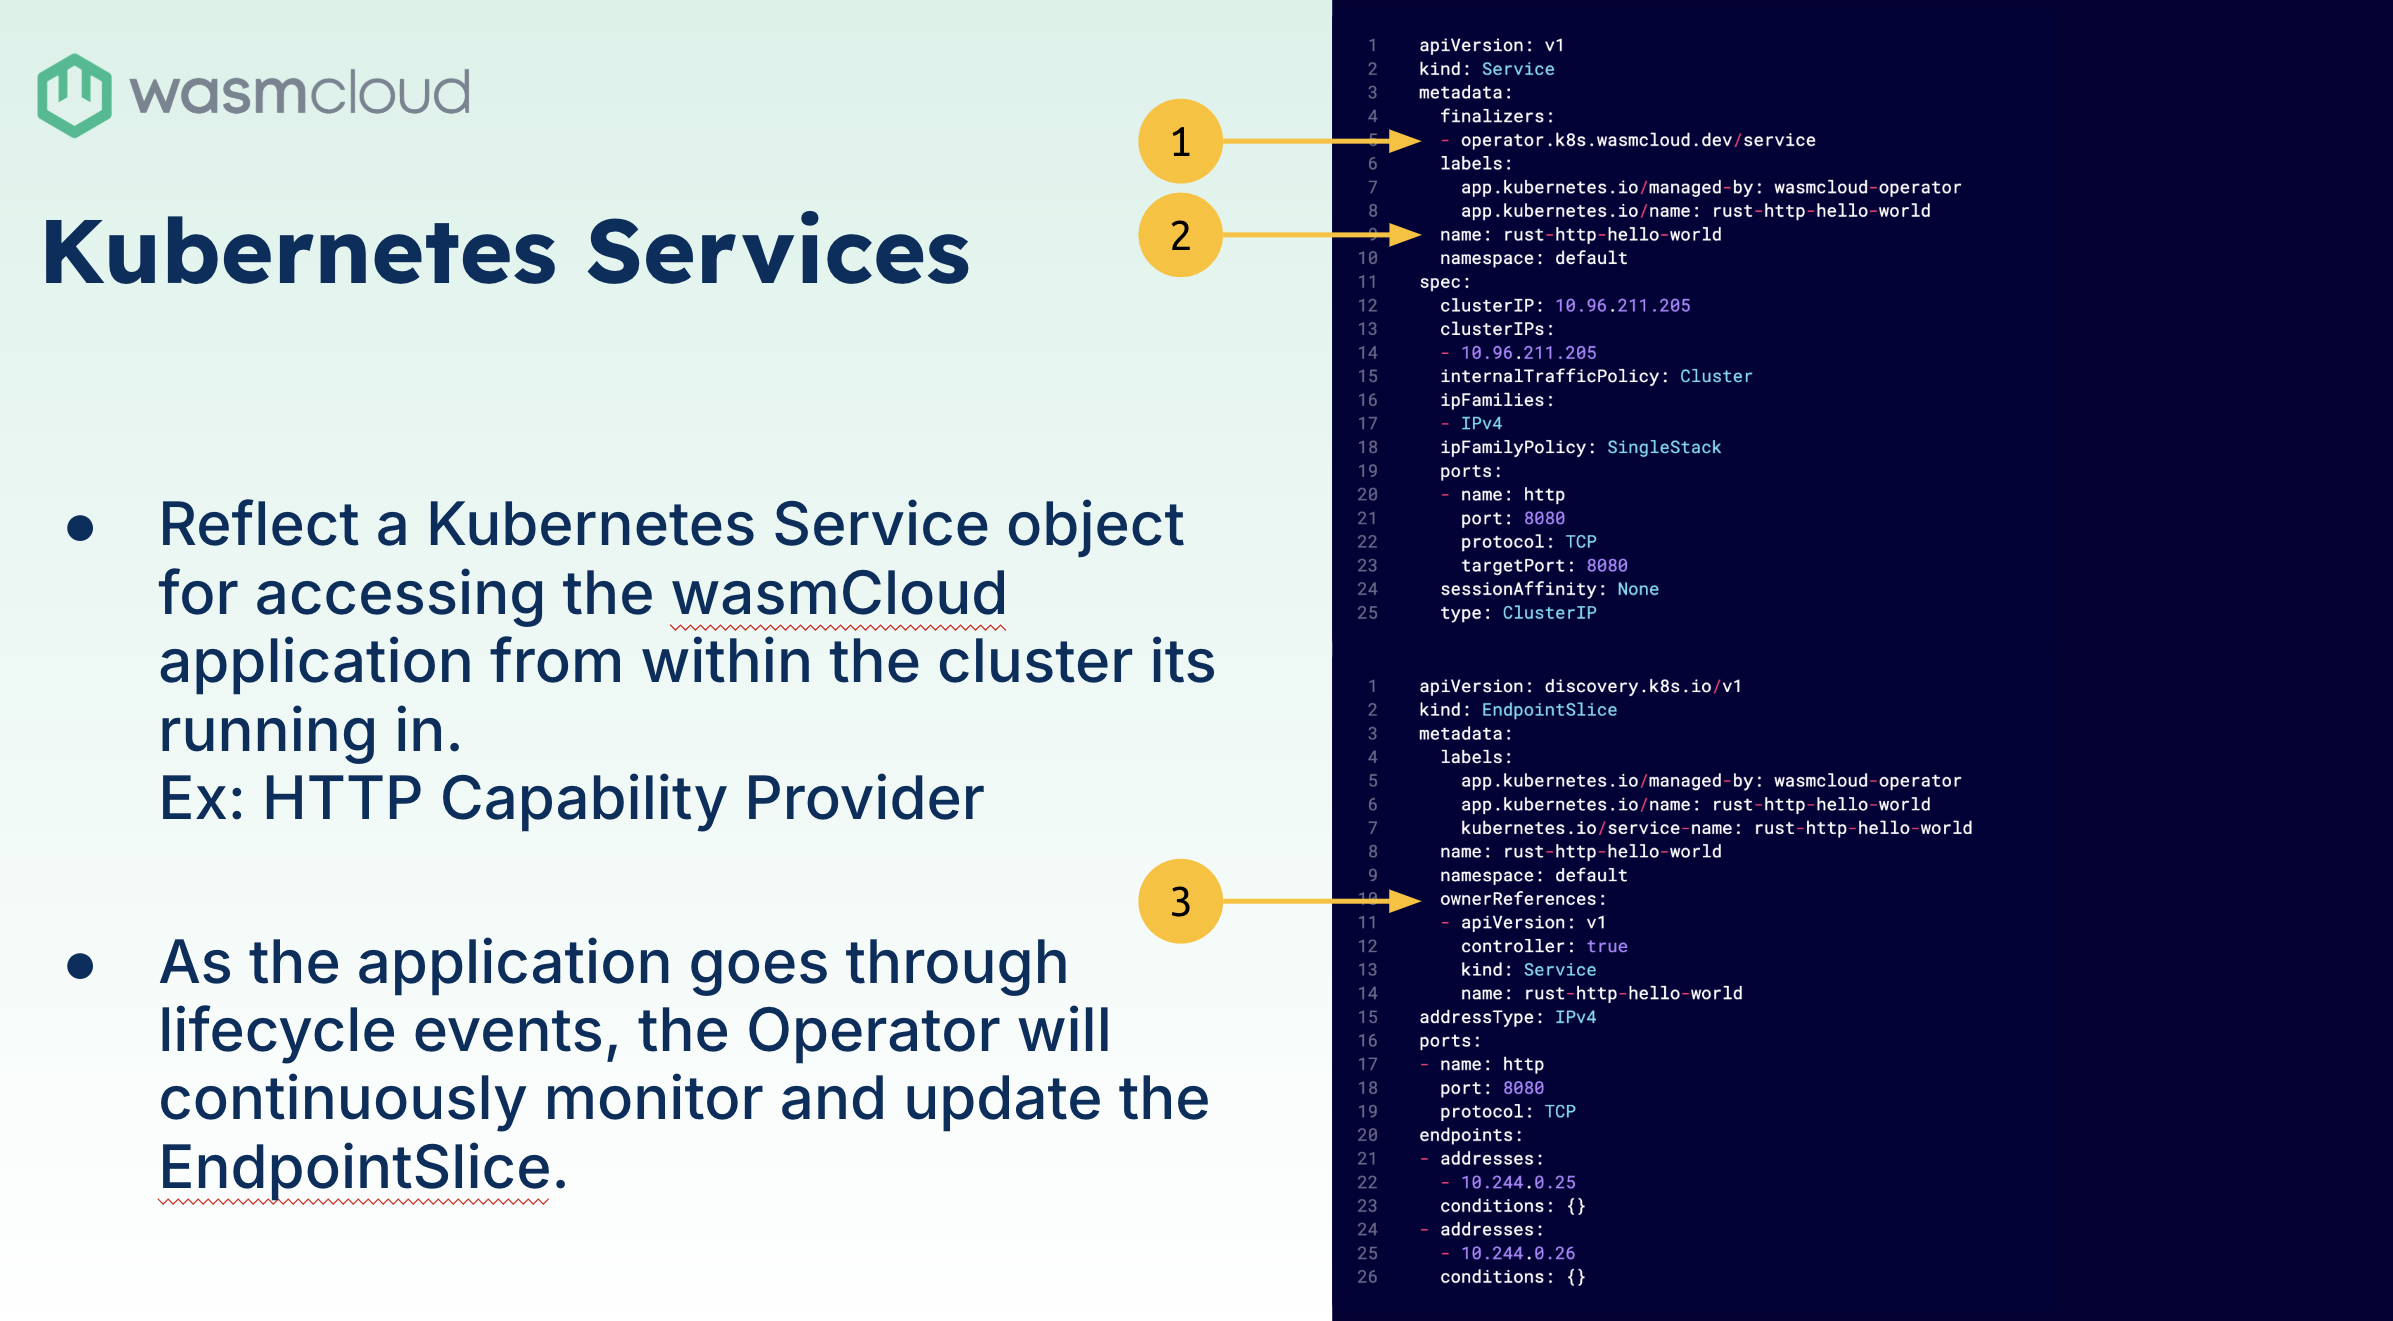 wasmcloud
Kubernetes Services
● Reflect a Kubernetes Service object
for accessing the wasmCloud
application from within the cluster its
running in.
Ex: HTTP Capability Provider
● As the application goes through
lifecycle events, the Operator will
continuously monitor and update the
EndpointSlice.
1
2
3
1 apiVersion: v1
2 kind: Service
3 metadata:
4   finalizers:
5   - operator.k8s.wasmcloud.dev/service
6   labels:
7     app.kubernetes.io/managed-by: wasmcloud-operator
8     app.kubernetes.io/name: rust-http-hello-world
9   name: rust-http-hello-world
10   namespace: default
11 spec:
12   clusterIP: 10.96.211.205
13   clusterIPs:
14   - 10.96.211.205
15   internalTrafficPolicy: Cluster
16   ipFamilies:
17   - IPv4
18   ipFamilyPolicy: SingleStack
19   ports:
20   - name: http
21     port: 8080
22     protocol: TCP
23     targetPort: 8080
24   sessionAffinity: None
25   type: ClusterIP
1 apiVersion: discovery.k8s.io/v1
2 kind: EndpointSlice
3 metadata:
4   labels:
5     app.kubernetes.io/managed-by: wasmcloud-operator
6     app.kubernetes.io/name: rust-http-hello-world
7     kubernetes.io/service-name: rust-http-hello-world
8   name: rust-http-hello-world
9   namespace: default
10   ownerReferences:
11   - apiVersion: v1
12     controller: true
13     kind: Service
14     name: rust-http-hello-world
15 addressType: IPv4
16 ports:
17 - name: http
18   port: 8080
19   protocol: TCP
20 endpoints:
21 - addresses:
22   - 10.244.0.25
23   conditions: {}
24 - addresses:
25   - 10.244.0.26
26   conditions: {}